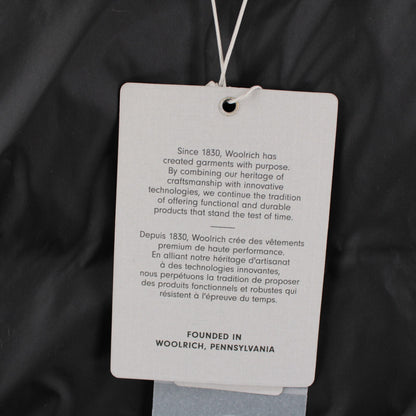 Since 1830, Woolrich has
created garments with purpose.
By combining our heritage of
craftsmanship with innovative
technologies, we continue the tradition
of offering functional and durable
products that stand the test of time.
Depuis 1830, Woolrich crée des vêtements
premium de haute performance.
En alliant notre héritage d'artisanat
à des technologies innovantes,
nous perpétuons la tradition de proposer
des produits fonctionnels et robustes qui
résistent à l'épreuve du temps.
FOUNDED IN
WOOLRICH, PENNSYLVANIA